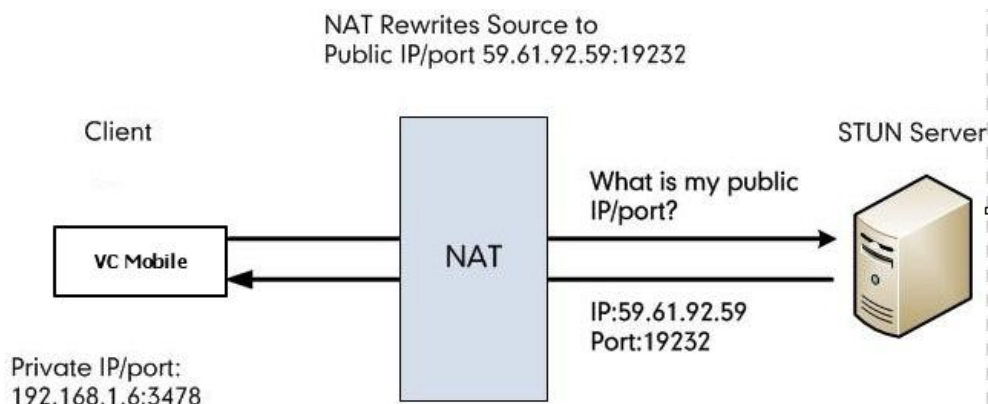 NAT Rewrites Source to
Public IP/port 59.61.92.59:19232
Client
STUN Server
What is my public
IP/port?
VC Mobile
NAT
IP:59.61.92.59
Port:19232
Private IP/port:
192.168.1.6:3478